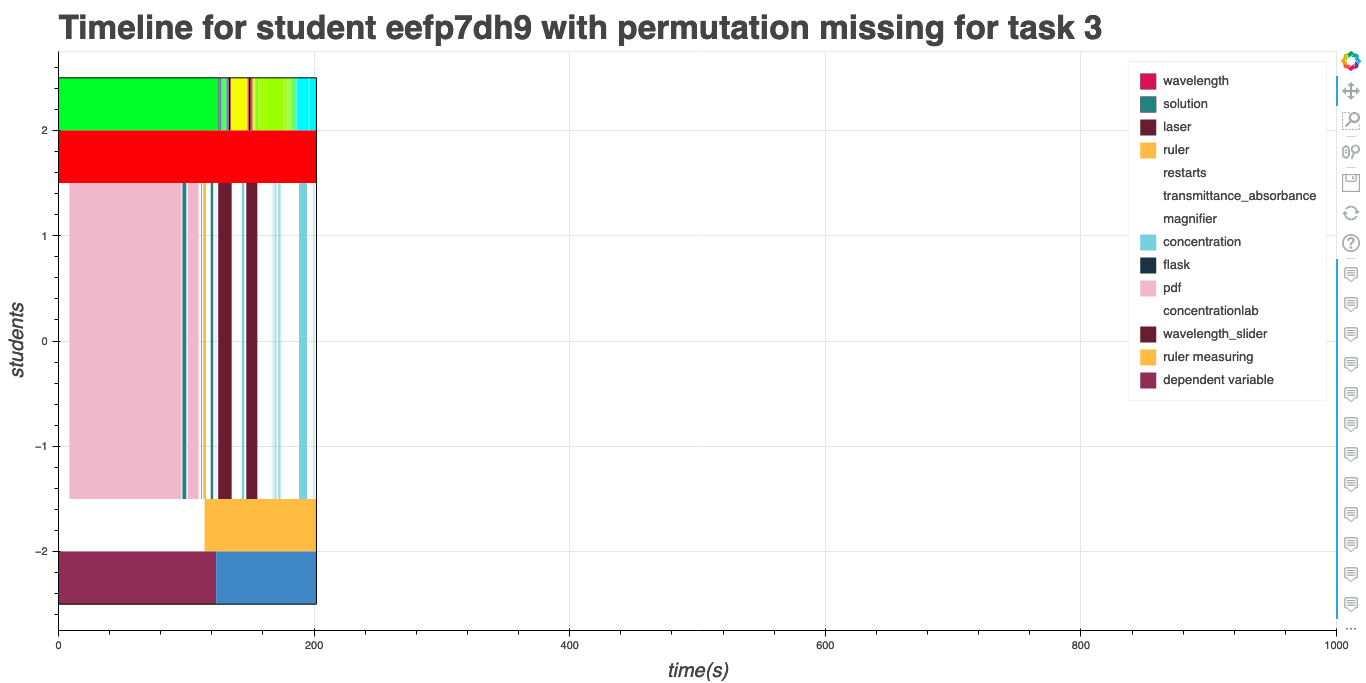 Timeline for student eefp7dh9 with permutation missing for task 3
wavelength
solution
laser
ruler
restarts
transmittance_absorbance
magnifier
concentration
flask
pdf
concentrationlab
wavelength_slider
ruler measuring
dependent variable
students
2
1
0
−1
−2
0 200 400 600 800 1000
time(s)